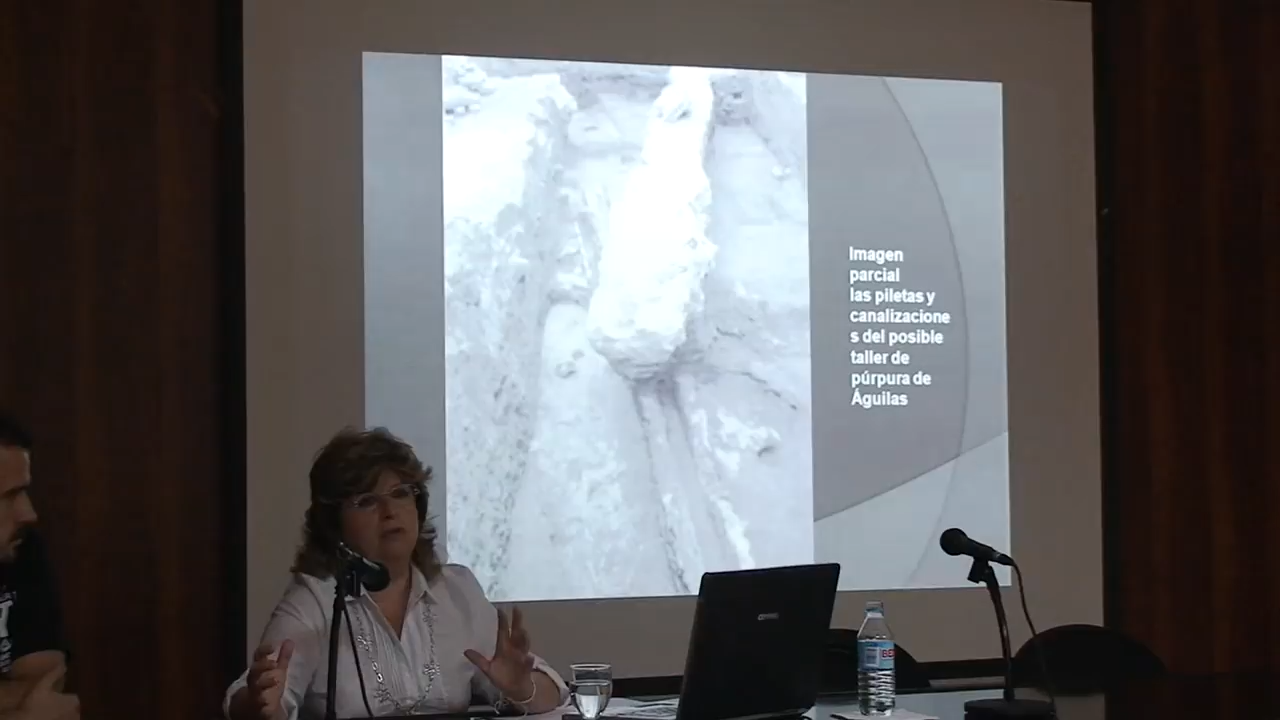 Imagen
parcial
las piletas y
canalizacione
s del posible
taller de
púrpura de
Águilas